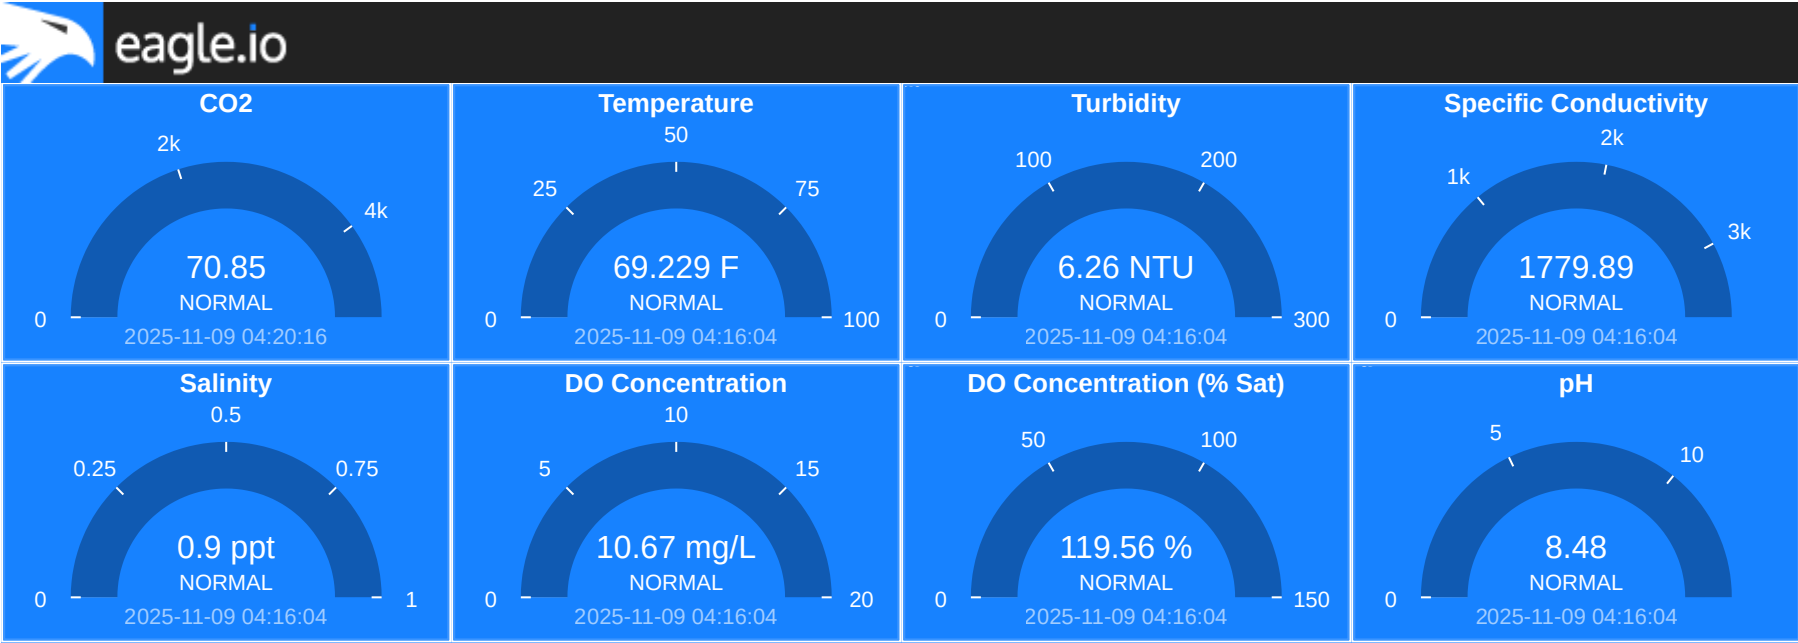 eagle.io
CO2
2k
4k
70.85
NORMAL
0
2025-11-09 04:20:16
Temperature
50
25
75
69.229 F
NORMAL
0
100
2025-11-09 04:16:04
Turbidity
100
200
6.26 NTU
NORMAL
0
300
2025-11-09 04:16:04
Specific Conductivity
2k
1k
3k
1779.89
NORMAL
0
2025-11-09 04:16:04
Salinity
0.5
0.25
0.75
0.9 ppt
NORMAL
0
1
2025-11-09 04:16:04
DO Concentration
10
5
15
10.67 mg/L
NORMAL
0
20
2025-11-09 04:16:04
DO Concentration (% Sat)
50
100
119.56 %
NORMAL
0
150
2025-11-09 04:16:04
pH
5
10
8.48
NORMAL
0
2025-11-09 04:16:04